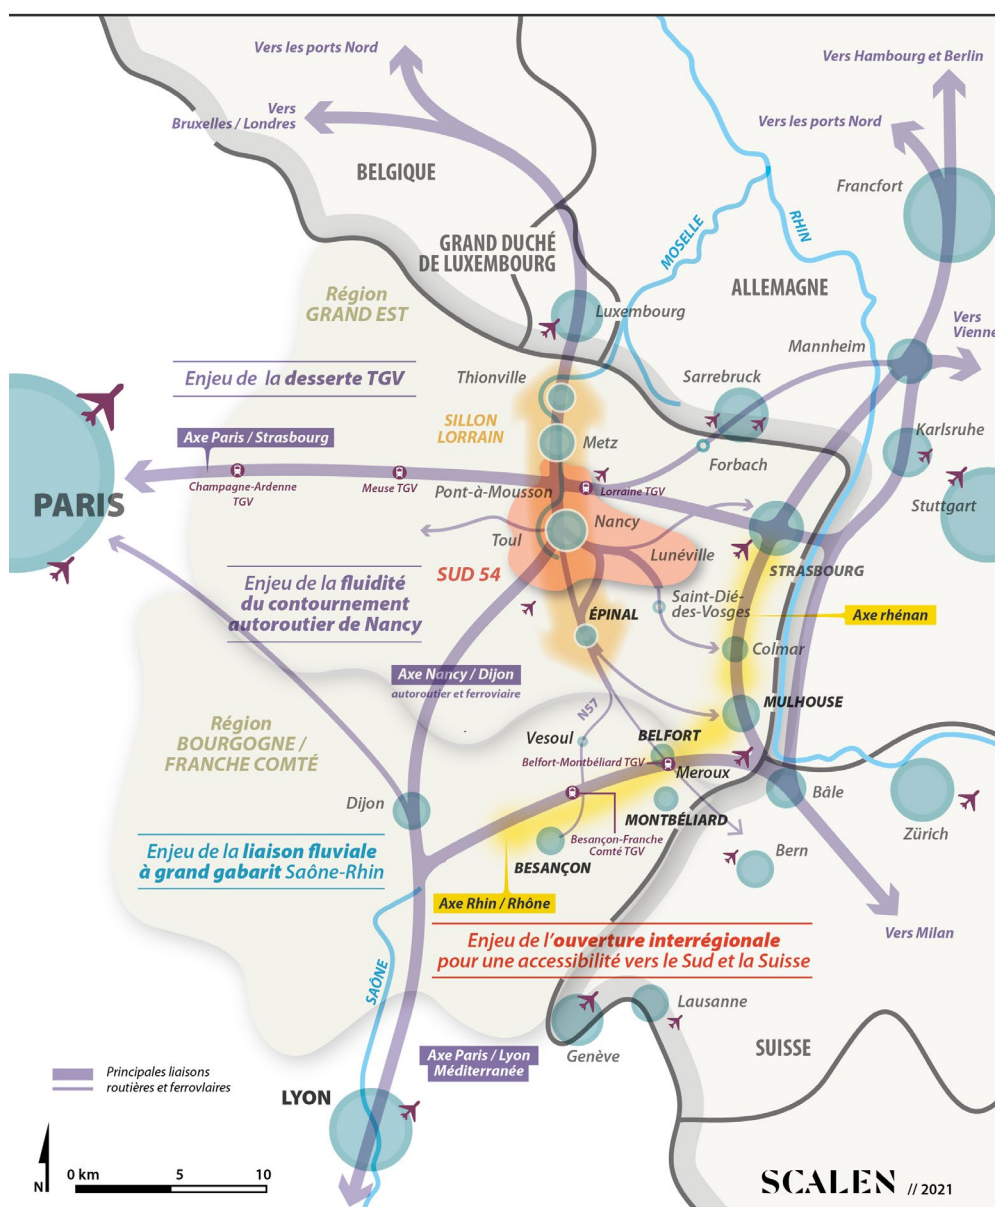 Vers les ports Nord
Vers Hambourg et Berlin
Vers
Bruxelles / Londres
Vers les ports Nord
BELGIQUE
Francfort
MOSELLE
RHIN
GRAND DUCHÉ
DE LUXEMBOURG
ALLEMAGNE
Région
GRAND EST
Luxembourg
Vers
Vienne
Mannheim
Enjeu de la desserte TGV
Thionville
Sarrebruck
SILLON
LORRAIN
Axe Paris / Strasbourg
Metz
Karlsruhe
Forbach
Champagne-Ardenne
TGV
Meuse TGV
Pont-à-Mousson
Lorraine TGV
PARIS
Stuttgart
Nancy
Toul
Lunéville
SUD 54
STRASBOURG
Enjeu de la fluidité
du contournement
autoroutier de Nancy
Saint-Dié-
des-Vosges
ÉPINAL
Axe rhénan
Colmar
Axe Nancy / Dijon
autoroutier et ferroviaire
MULHOUSE
N57
Région
BOURGOGNE /
FRANCHE COMTÉ
Vesoul
BELFORT
Belfort-Montbéliard TGV
Meroux
Dijon
Bâle
MONTBÉLIARD
Zürich
Enjeu de la liaison fluviale
à grand gabarit Saône-Rhin
Besançon-Franche
Comté TGV
BESANÇON
Bern
Axe Rhin / Rhône
Vers Milan
Enjeu de l'ouverture interrégionale
pour une accessibilité vers le Sud et la Suisse
SAÔNE
Lausanne
Genève
SUISSE
Axe Paris / Lyon
Méditerranée
Principales liaisons
routières et ferrovlaires
LYON
N
0 km 5 10
SCALEN // 2021